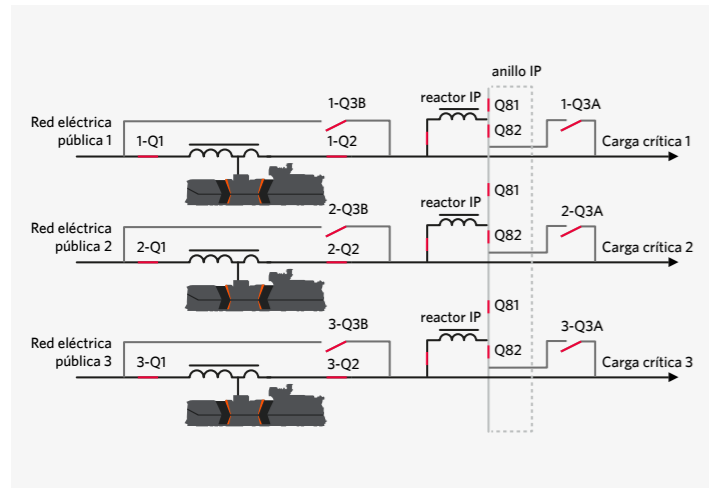 anillo IP
reactor IP
Q81
1-Q3B
1-Q3A
Red eléctrica
pública 1
1-Q1
1-Q2
Q82
Carga crítica 1
Q81
reactor IP
2-Q3B
2-Q3A
Red eléctrica
pública 2
2-Q1
2-Q2
Q82
Carga crítica 2
Q81
reactor IP
3-Q3B
3-Q3A
Red eléctrica
pública 3
3-Q1
3-Q2
Q82
Carga crítica 3